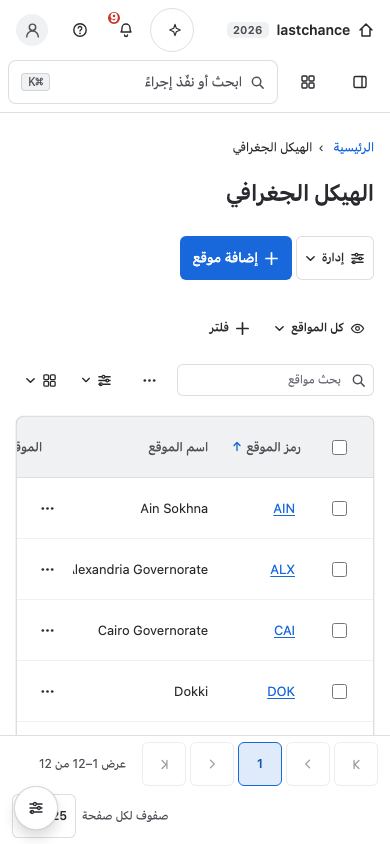 lastchance 2026 9
ابحث أو نفّذ إجراءً ⌘K
الرئيسية › الهيكل الجغرافي
الهيكل الجغرافي
إدارة إضافة موقع
كل المواقع فلتر
بحث مواقع
رمز الموقع اسم الموقع
AIN Ain Sokhna
ALX lexandria Governorate
CAI Cairo Governorate
DOK Dokki
1 عرض 1–12 من 12
صفوف لكل صفحة 25